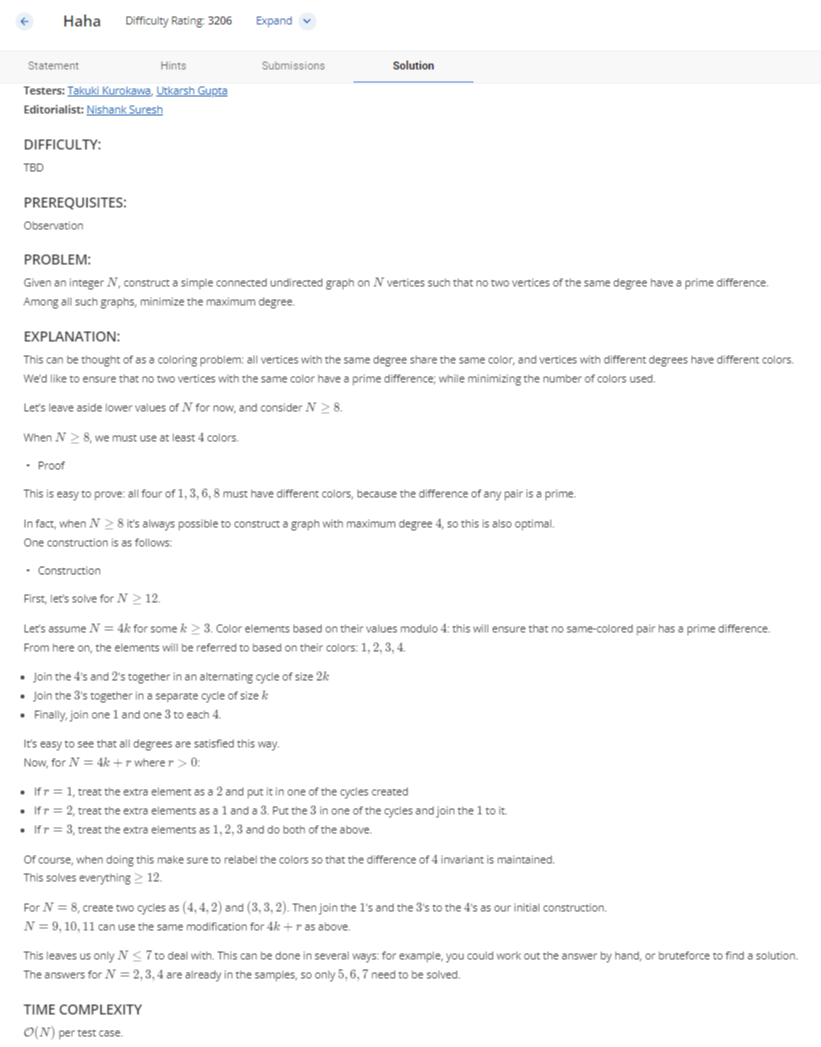 Haha Difficulty Rating: 3206 Expand
Statement Hints Submissions Solution
Testers: Takuki Kurokawa, Utkarsh Gupta
Editorialist: Nishank Suresh
DIFFICULTY:
TBD
PREREQUISITES:
Observation
PROBLEM:
Given an integer N, construct a simple connected undirected graph on N vertices such that no two vertices of the same degree have a prime difference.
Among all such graphs, minimize the maximum degree.
EXPLANATION:
This can be thought of as a coloring problem: all vertices with the same degree share the same color, and vertices with different degrees have different colors.
We'd like to ensure that no two vertices with the same color have a prime difference; while minimizing the number of colors used.
Let's leave aside lower values of N for now, and consider N ≥ 8.
When N ≥ 8, we must use at least 4 colors.
• Proof
This is easy to prove: all four of 1, 3, 6, 8 must have different colors, because the difference of any pair is a prime.
In fact, when N ≥ 8 it's always possible to construct a graph with maximum degree 4, so this is also optimal.
One construction is as follows:
• Construction
First, let's solve for N ≥ 12.
Let's assume N = 4k for some k ≥ 3. Color elements based on their values modulo 4: this will ensure that no same-colored pair has a prime difference.
From here on, the elements will be referred to based on their colors: 1, 2, 3, 4.
• Join the 4's and 2's together in an alternating cycle of size 2k
• Join the 3's together in a separate cycle of size k
• Finally, join one 1 and one 3 to each 4.
It's easy to see that all degrees are satisfied this way.
Now, for N = 4k + r where r > 0:
• If r = 1, treat the extra element as a 2 and put it in one of the cycles created
• If r = 2, treat the extra elements as a 1 and a 3. Put the 3 in one of the cycles and join the 1 to it.
• If r = 3, treat the extra elements as 1, 2, 3 and do both of the above.
Of course, when doing this make sure to relabel the colors so that the difference of 4 invariant is maintained.
This solves everything ≥ 12.
For N = 8, create two cycles as (4, 4, 2) and (3, 3, 2). Then join the 1's and the 3's to the 4's as our initial construction.
N = 9, 10, 11 can use the same modification for 4k + r as above.
This leaves us only N ≤ 7 to deal with. This can be done in several ways: for example, you could work out the answer by hand, or bruteforce to find a solution.
The answers for N = 2, 3, 4 are already in the samples, so only 5, 6, 7 need to be solved.
TIME COMPLEXITY
O(N) per test case.